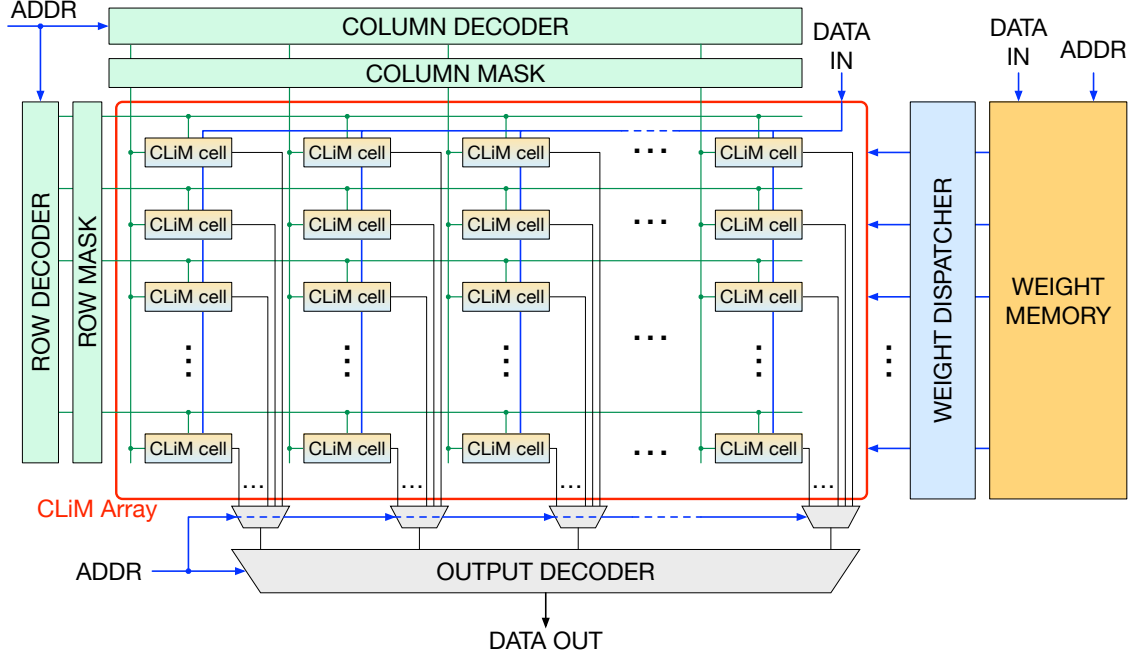 ADDR
COLUMN DECODER
COLUMN MASK
DATA
IN
DATA
IN
ADDR
ROW DECODER
ROW MASK
CLiM cell CLiM cell CLiM cell ... CLiM cell
CLiM cell CLiM cell CLiM cell ... CLiM cell
CLiM cell CLiM cell CLiM cell ... CLiM cell
CLiM cell CLiM cell CLiM cell ... CLiM cell
WEIGHT DISPATCHER
WEIGHT
MEMORY
CLiM Array
ADDR
OUTPUT DECODER
DATA OUT